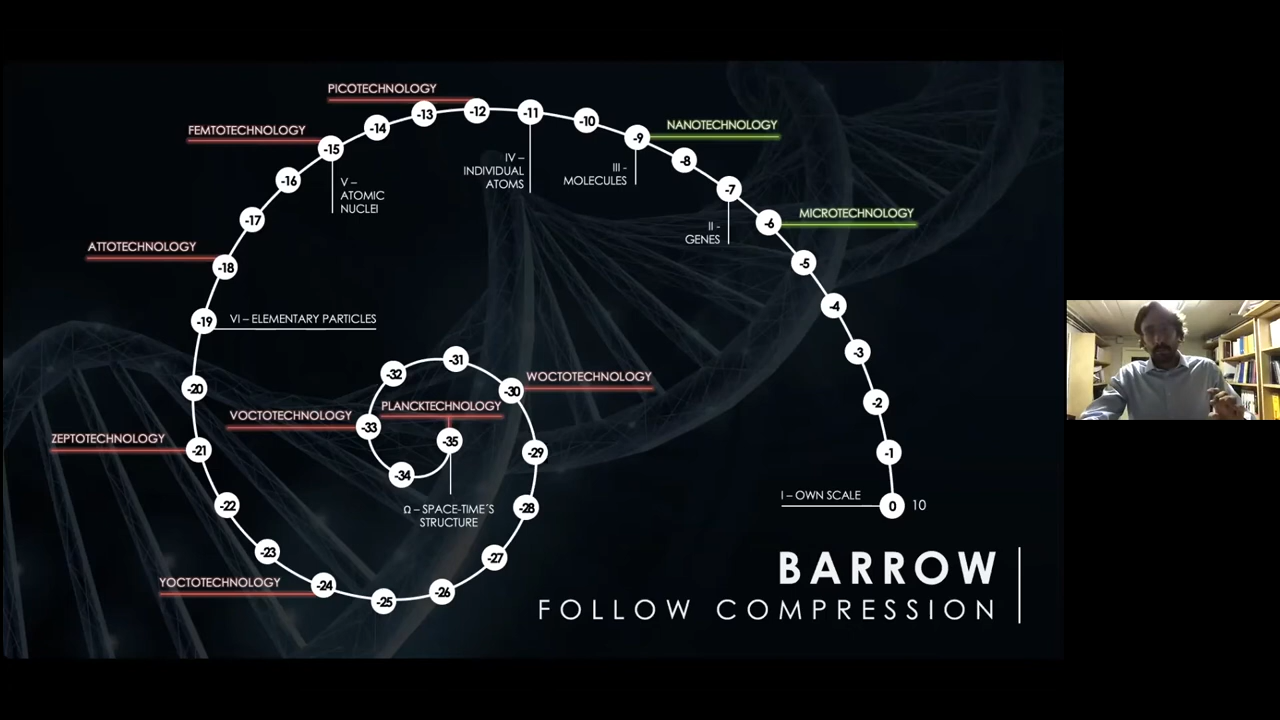 PICOTECHNOLOGY
FEMTOTECHNOLOGY
NANOTECHNOLOGY
-9
-10
-11
-12
-13
-14
-15
-16
-17
-18
-19
-20
-21
-22
-23
-24
-25
-26
-27
-28
-29
-30
-31
-32
-33
-34
-35
-8
-7
-6
-5
-4
-3
-2
-1
0
10
IV –
INDIVIDUAL
ATOMS
III -
MOLECULES
V –
ATOMIC
NUCLEI
II -
GENES
MICROTECHNOLOGY
ATTOTECHNOLOGY
VI – ELEMENTARY PARTICLES
WOCTOTECHNOLOGY
PLANCKTECHNOLOGY
VOCTOTECHNOLOGY
ZEPTOTECHNOLOGY
Ω – SPACE-TIME´S
STRUCTURE
I – OWN SCALE
YOCTOTECHNOLOGY
BARROW
FOLLOW COMPRESSION